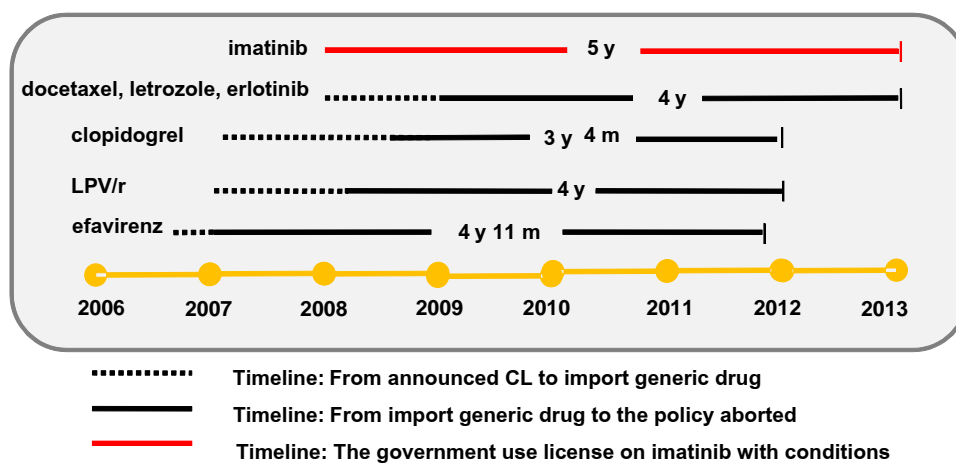 imatinib 5 y
docetaxel, letrozole, erlotinib 4 y
clopidogrel 3 y 4 m
LPV/r 4 y
efavirenz 4 y 11 m
2006 2007 2008 2009 2010 2011 2012 2013
Timeline: From announced CL to import generic drug
Timeline: From import generic drug to the policy aborted
Timeline: The government use license on imatinib with conditions